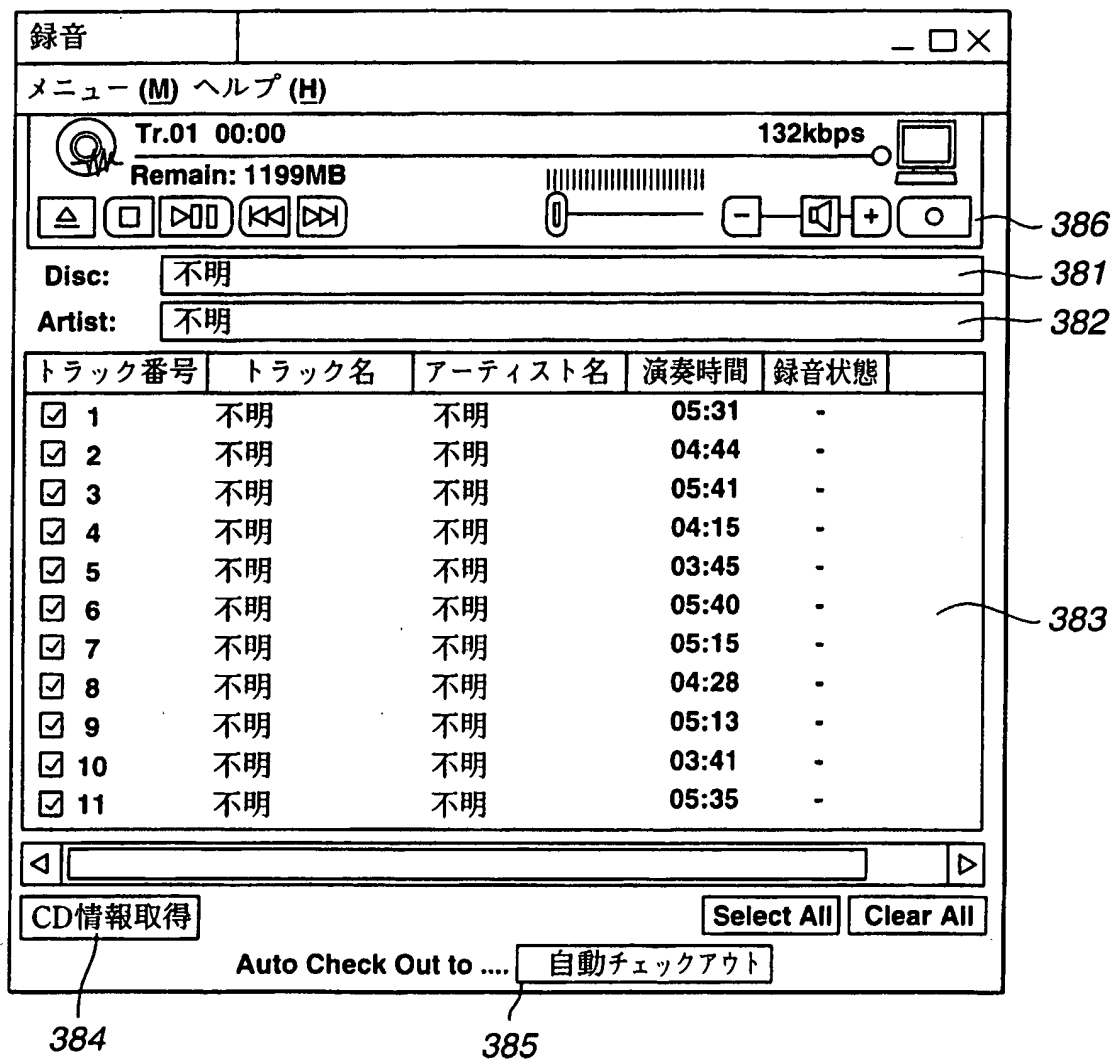 録音
メニュー (M) ヘルプ (H)
Tr.01 00:00 132kbps
Remain: 1199MB
386
Disc: 不明 381
Artist: 不明 382
トラック番号 トラック名 アーティスト名 演奏時間 録音状態
1 不明 不明 05:31 -
2 不明 不明 04:44 -
3 不明 不明 05:41 -
4 不明 不明 04:15 -
5 不明 不明 03:45 -
6 不明 不明 05:40 -
383
7 不明 不明 05:15 -
8 不明 不明 04:28 -
9 不明 不明 05:13 -
10 不明 不明 03:41 -
11 不明 不明 05:35 -
CD情報取得 Select All Clear All
Auto Check Out to .... 自動チェックアウト
384 385